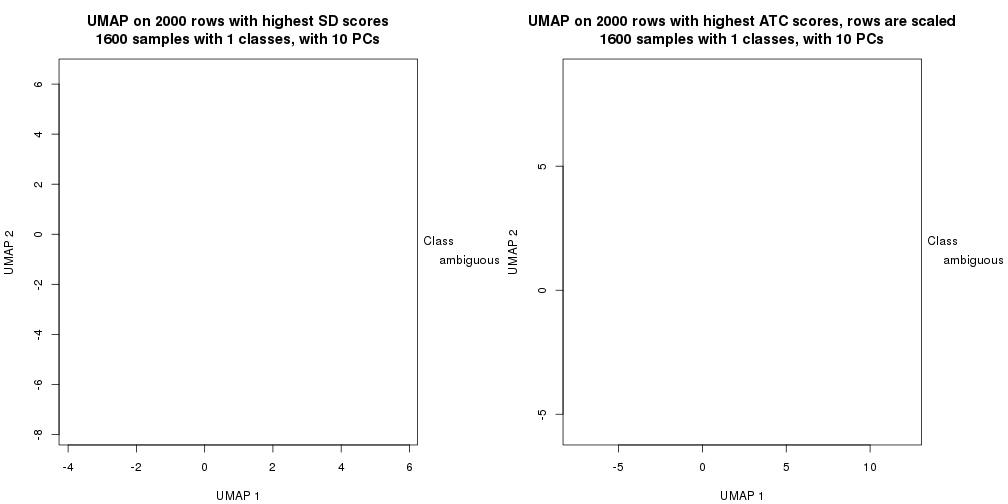 UMAP on 2000 rows with highest SD scores
1600 samples with 1 classes, with 10 PCs
UMAP 2
6
4
2
0
-2
-4
-6
-8
-4
-2
0
2
4
6
UMAP 1
Class
ambiguous
UMAP on 2000 rows with highest ATC scores, rows are scaled
1600 samples with 1 classes, with 10 PCs
UMAP 2
5
0
-5
-5
0
5
10
UMAP 1
Class
ambiguous